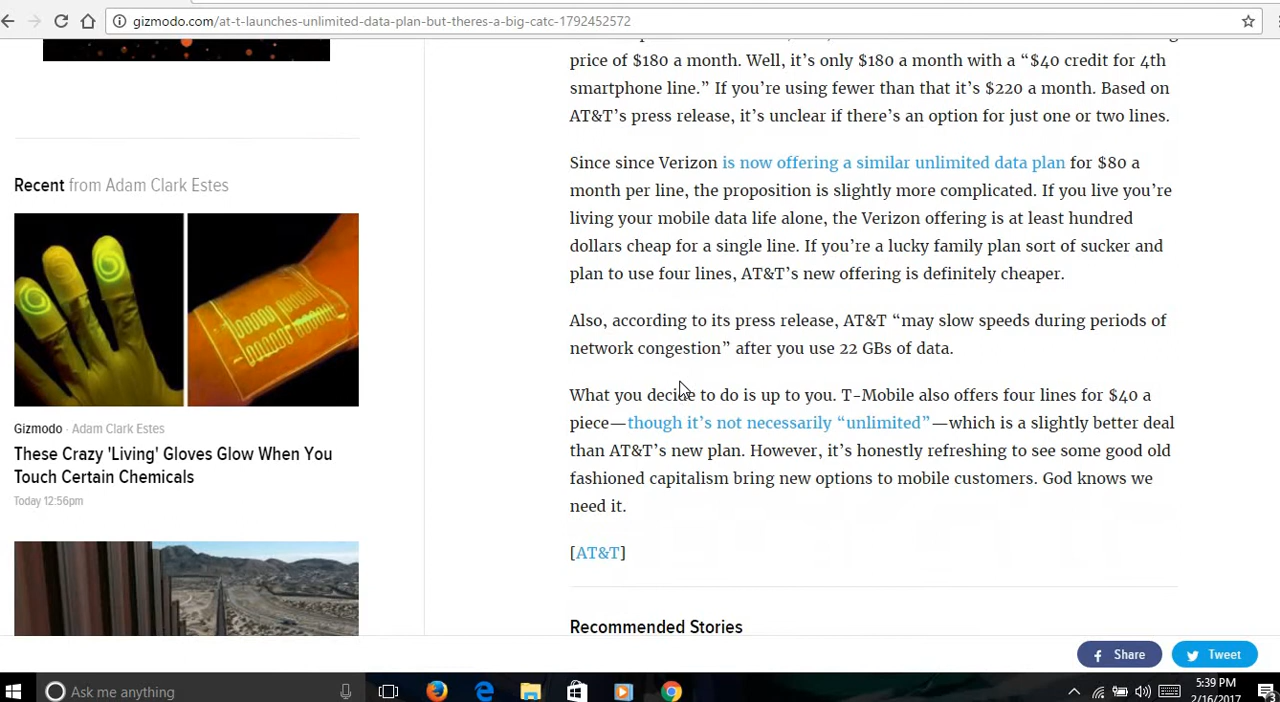 gizmodo.com/at-t-launches-unlimited-data-plan-but-theres-a-big-catc-1792452572
price of $180 a month. Well, it's only $180 a month with a “$40 credit for 4th
smartphone line.” If you're using fewer than that it's $220 a month. Based on
AT&T's press release, it's unclear if there's an option for just one or two lines.
Since since Verizon is now offering a similar unlimited data plan for $80 a
month per line, the proposition is slightly more complicated. If you live you're
living your mobile data life alone, the Verizon offering is at least hundred
dollars cheap for a single line. If you're a lucky family plan sort of sucker and
plan to use four lines, AT&T's new offering is definitely cheaper.
Also, according to its press release, AT&T “may slow speeds during periods of
network congestion” after you use 22 GBs of data.
What you decide to do is up to you. T-Mobile also offers four lines for $40 a
piece—though it's not necessarily “unlimited”—which is a slightly better deal
than AT&T's new plan. However, it's honestly refreshing to see some good old
fashioned capitalism bring new options to mobile customers. God knows we
need it.
[AT&T]
Recommended Stories
Recent from Adam Clark Estes
Gizmodo · Adam Clark Estes
These Crazy 'Living' Gloves Glow When You
Touch Certain Chemicals
Today 12:56pm
Share
Tweet
Ask me anything
5:39 PM
2/16/2017